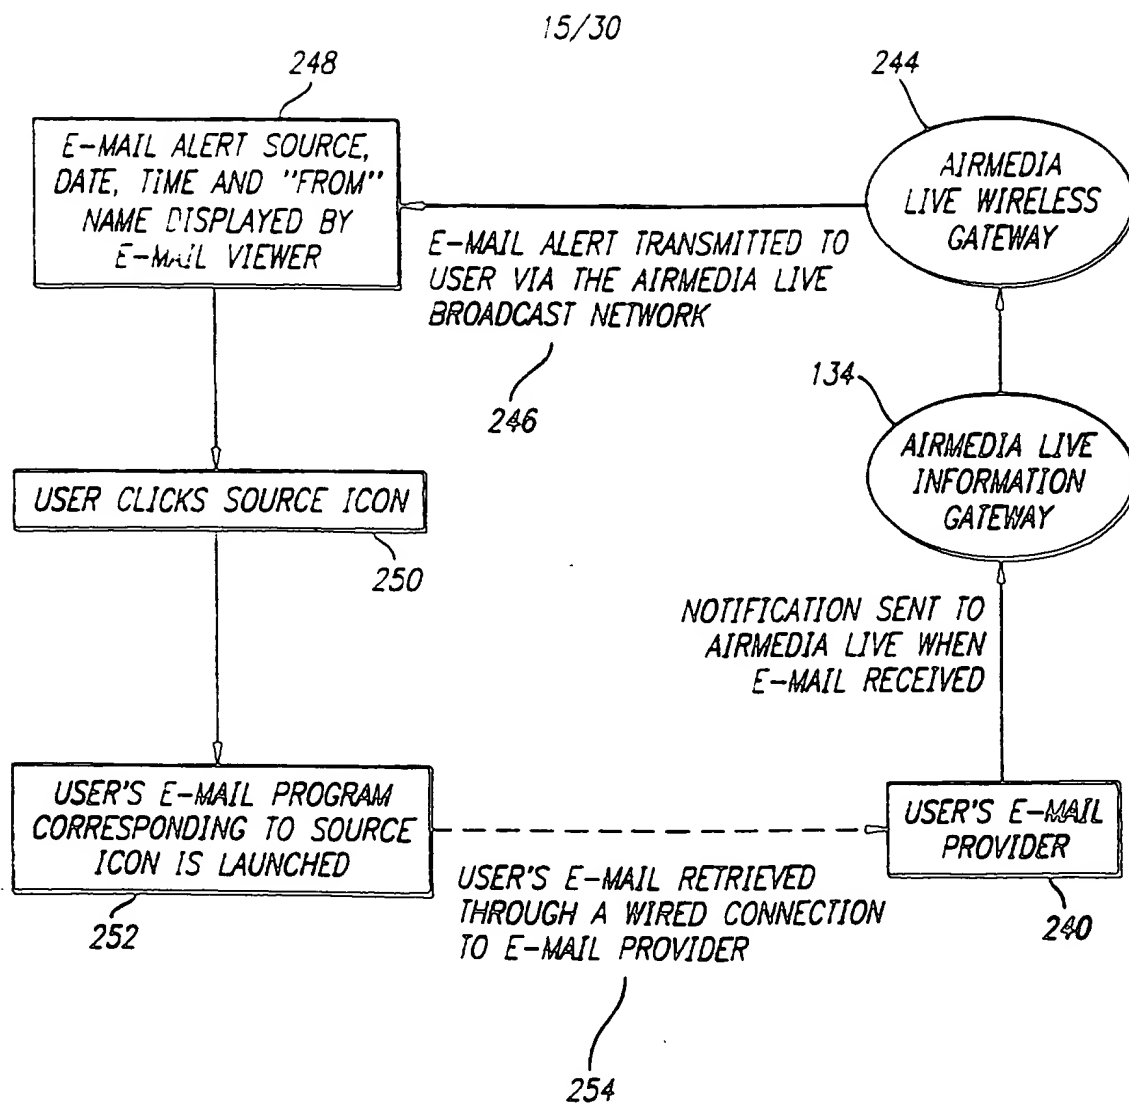 15/30
248
E-MAIL ALERT SOURCE,
DATE, TIME AND "FROM"
NAME DISPLAYED BY
E-MAIL VIEWER
244
AIRMEDIA
LIVE WIRELESS
GATEWAY
E-MAIL ALERT TRANSMITTED TO
USER VIA THE AIRMEDIA LIVE
BROADCAST NETWORK
246
134
AIRMEDIA LIVE
INFORMATION
GATEWAY
USER CLICKS SOURCE ICON
250
NOTIFICATION SENT TO
AIRMEDIA LIVE WHEN
E-MAIL RECEIVED
USER'S E-MAIL PROGRAM
CORRESPONDING TO SOURCE
ICON IS LAUNCHED
252
USER'S E-MAIL
PROVIDER
240
USER'S E-MAIL RETRIEVED
THROUGH A WIRED CONNECTION
TO E-MAIL PROVIDER
254